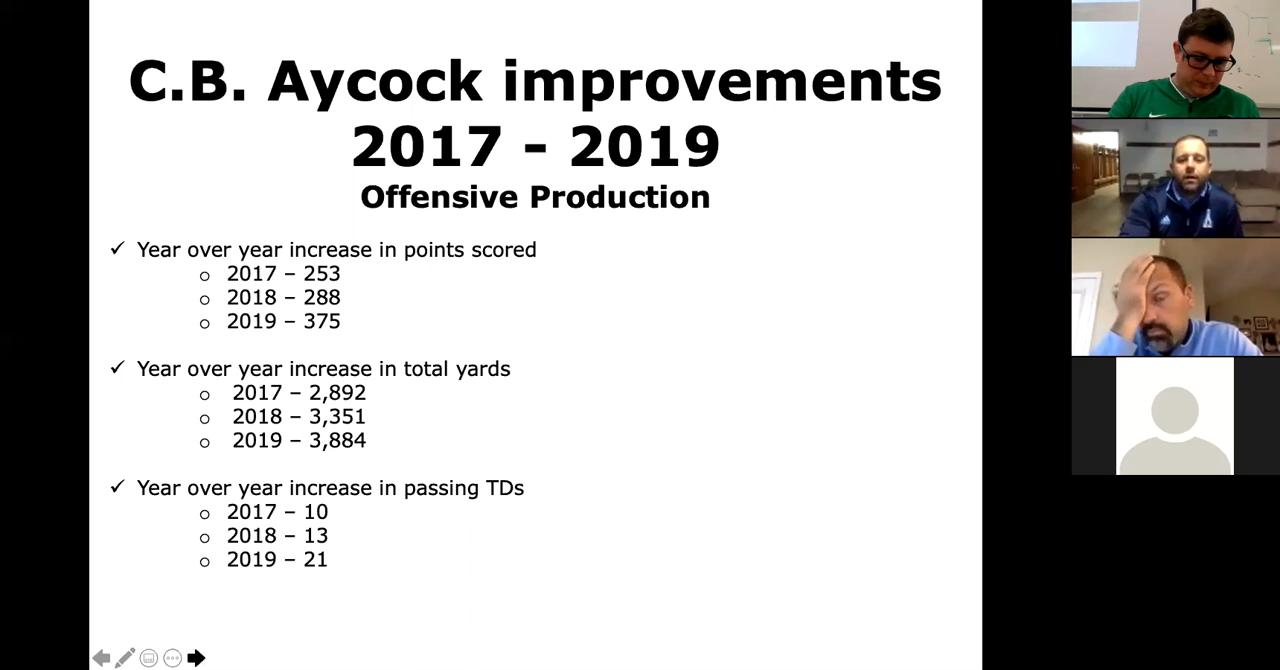 C.B. Aycock improvements
2017 - 2019
Offensive Production
✓ Year over year increase in points scored
o 2017 – 253
o 2018 – 288
o 2019 – 375
✓ Year over year increase in total yards
o 2017 – 2,892
o 2018 – 3,351
o 2019 – 3,884
✓ Year over year increase in passing TDs
o 2017 – 10
o 2018 – 13
o 2019 – 21